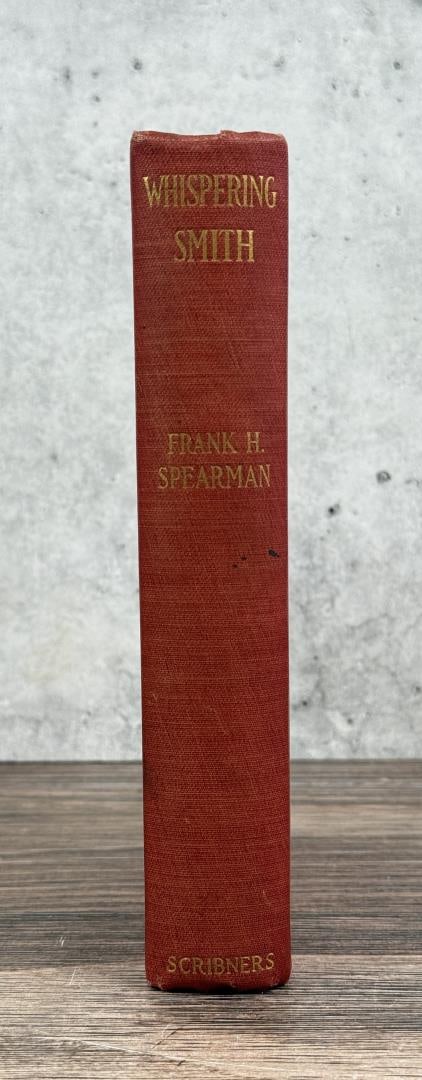 WHISPERING
SMITH
FRANK H.
SPEARMAN
SCRIBNERS